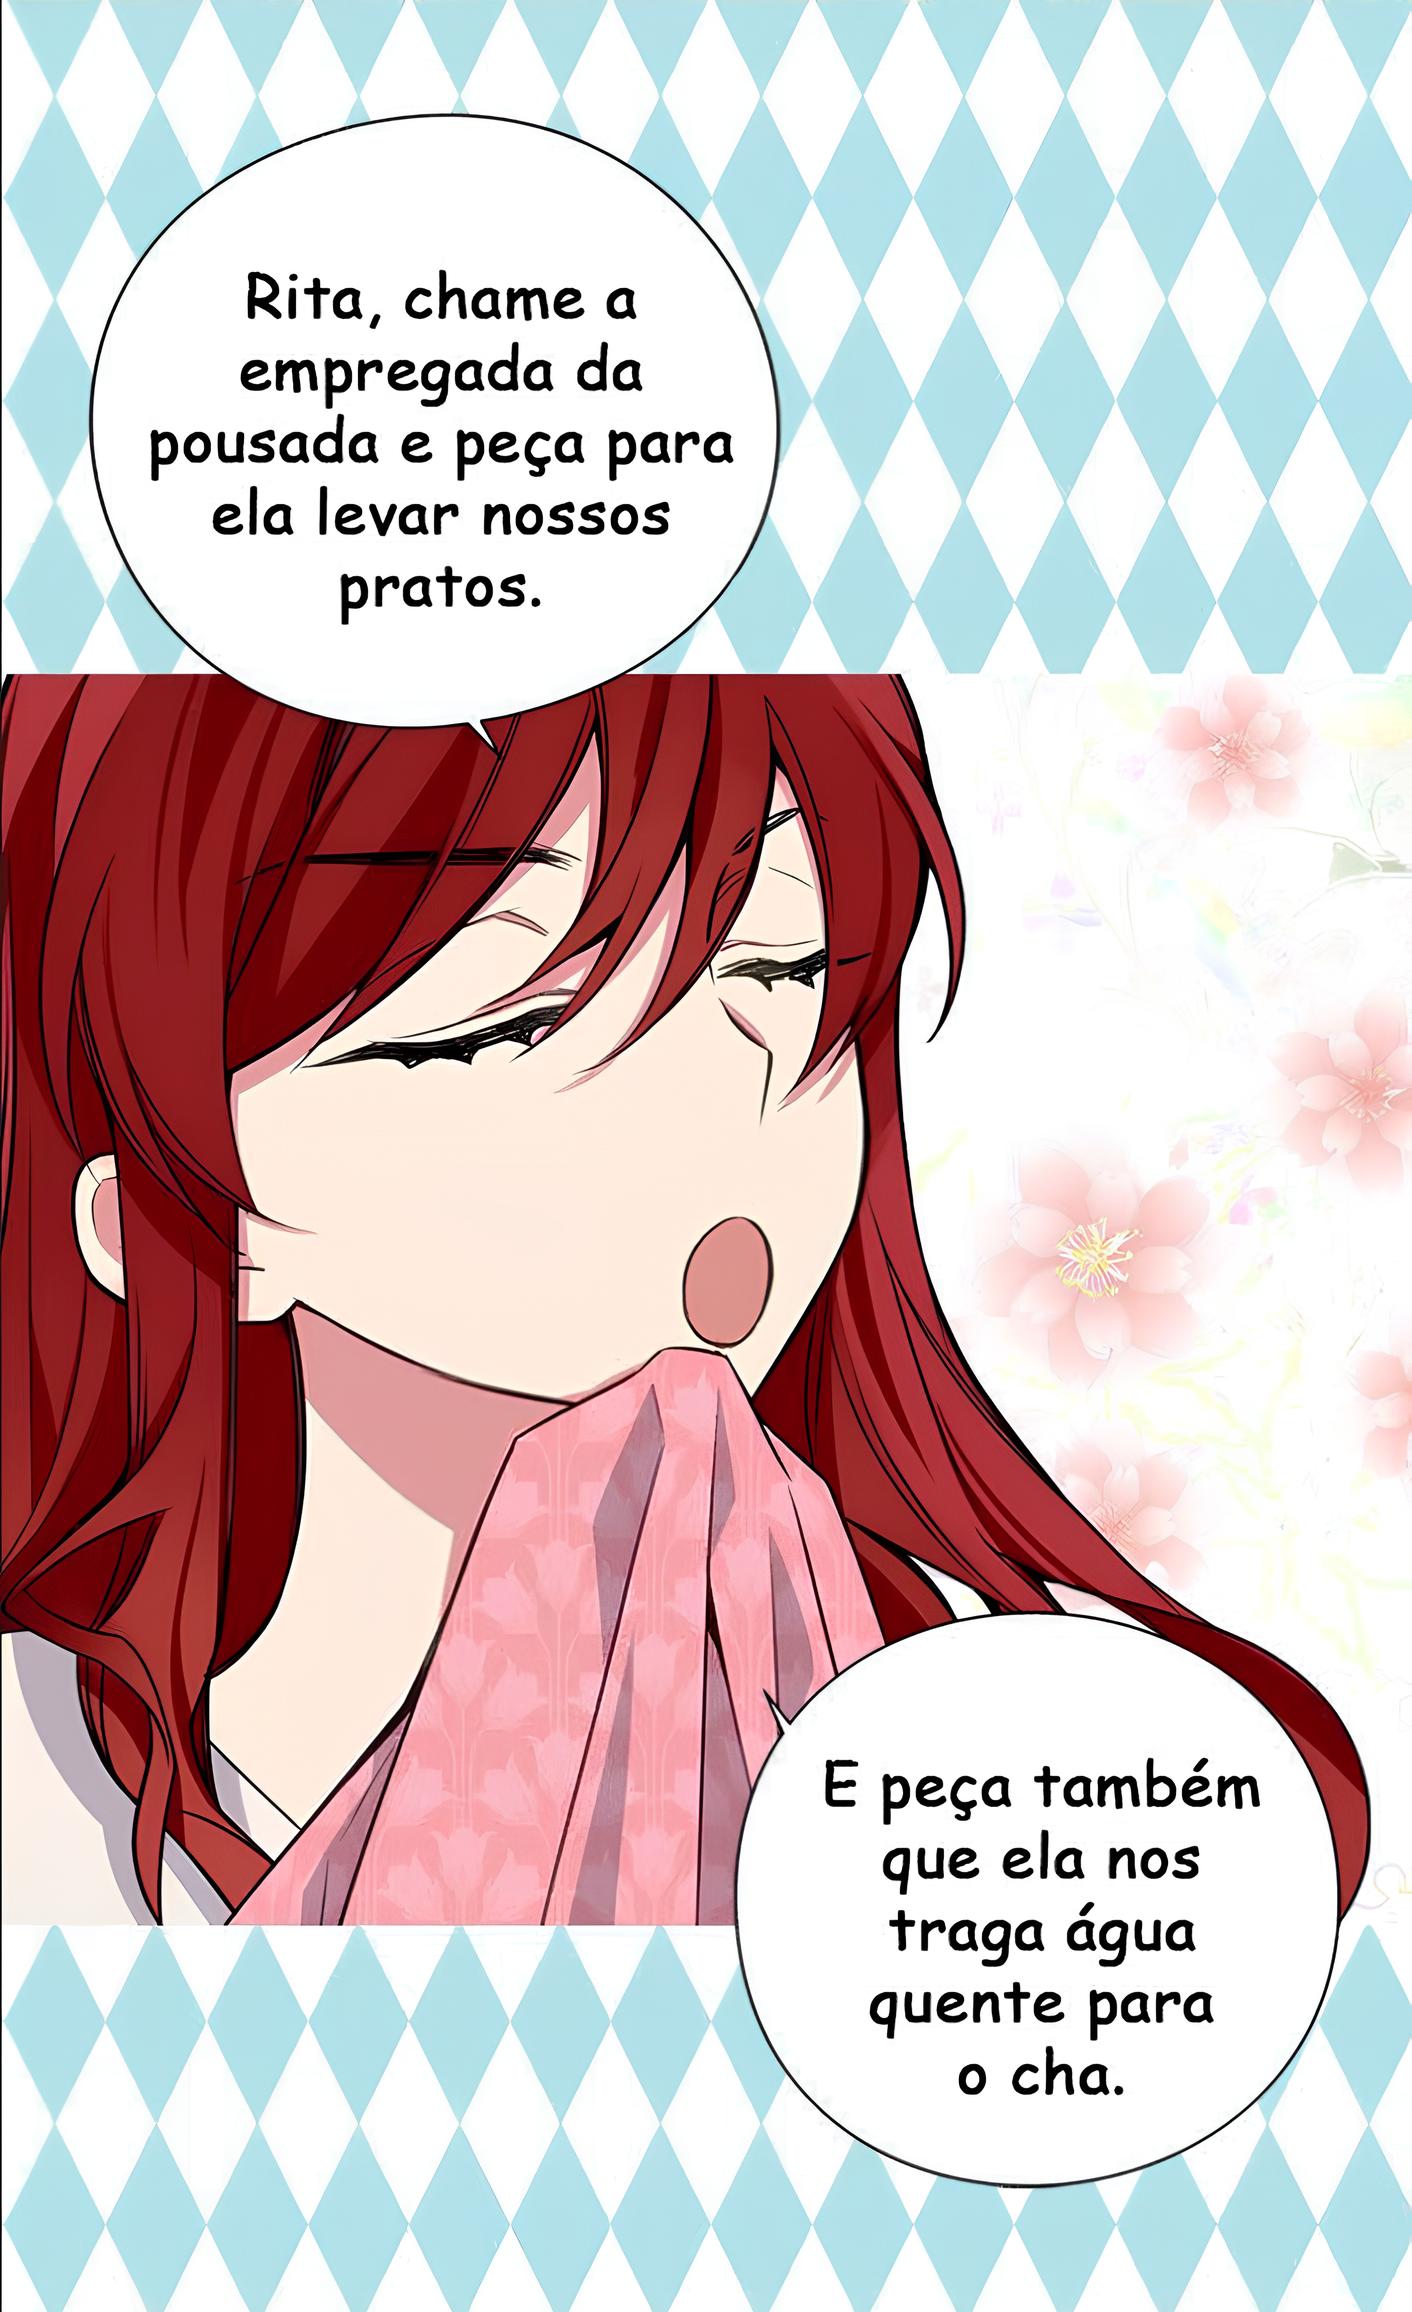 Rita, chame a
empregada da
pousada e peça para
ela levar nossos
pratos.
E peça também
que ela nos
traga água
quente para
o cha.